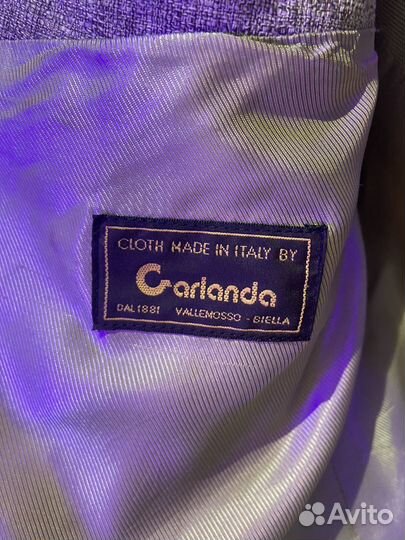 CLOTH MADE IN ITALY BY
Garlanda
DAL 1881 VALLEMOSSO - BIELLA
Avito